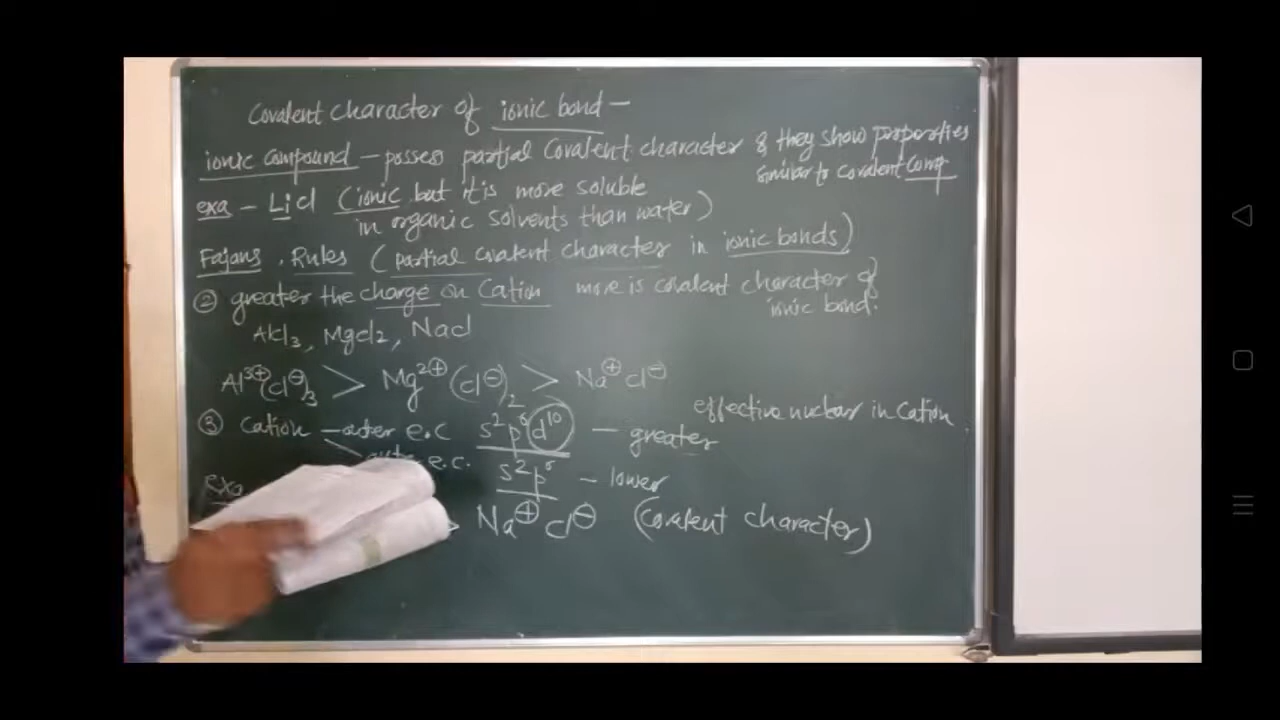 Covalent character of ionic bond –
ionic compound – posses partial covalent character & they show properties
similar to covalent comp
exa – Licl (ionic but it is more soluble
in organic solvents than water)
Fajans Rules (partial covalent character in ionic bonds)
② greater the charge on Cation more is covalent character of
ionic bond.
Alcl₃, Mgcl₂, Nacl
Al³⊕(cl⊖)₃ > Mg²⊕(cl⊖)₂ > Na⊕cl⊖
effective nuclear in Cation
③ Cation – outer e.c s²p⁶d¹⁰ – greater
e.c. s²p⁶ – lower
Exa
> Na⊕ cl⊖ (covalent character)